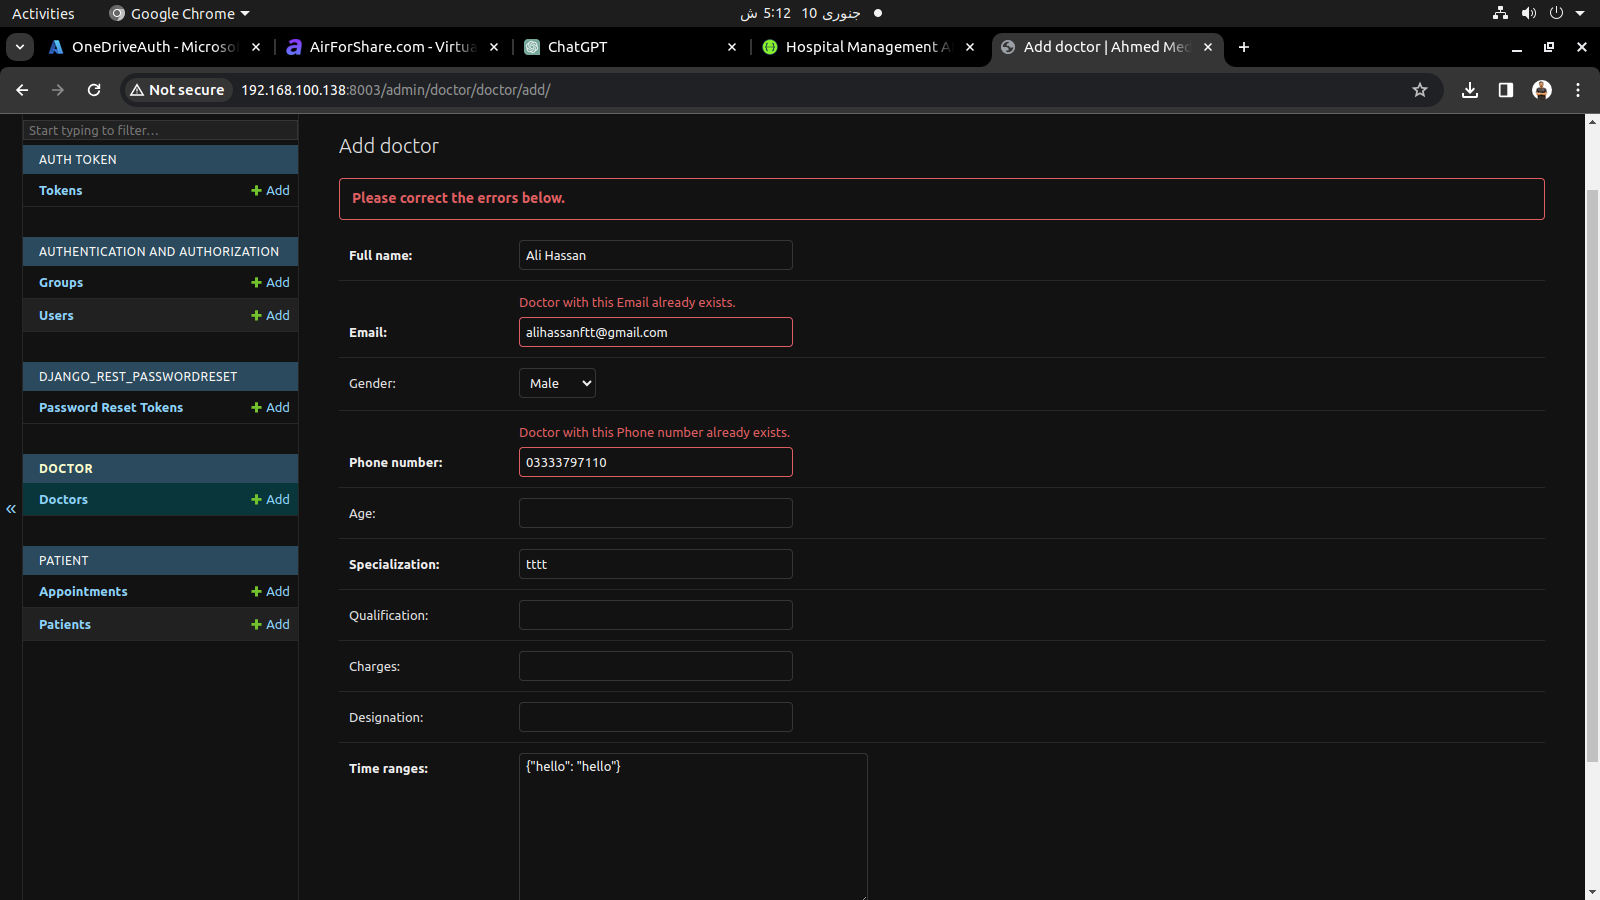 Activities
Google Chrome
جنوری 10 5:12 ش
OneDriveAuth - Microso
AirForShare.com - Virtua
ChatGPT
Hospital Management A
Add doctor | Ahmed Med
Not secure
192.168.100.138:8003/admin/doctor/doctor/add/
Start typing to filter...
AUTH TOKEN
Tokens
Add
AUTHENTICATION AND AUTHORIZATION
Groups
Add
Users
Add
DJANGO_REST_PASSWORDRESET
Password Reset Tokens
Add
DOCTOR
Doctors
Add
«
PATIENT
Appointments
Add
Patients
Add
Add doctor
Please correct the errors below.
Full name:
Ali Hassan
Doctor with this Email already exists.
Email:
alihassanftt@gmail.com
Gender:
Male
Doctor with this Phone number already exists.
Phone number:
03333797110
Age:
Specialization:
tttt
Qualification:
Charges:
Designation:
Time ranges:
{"hello": "hello"}